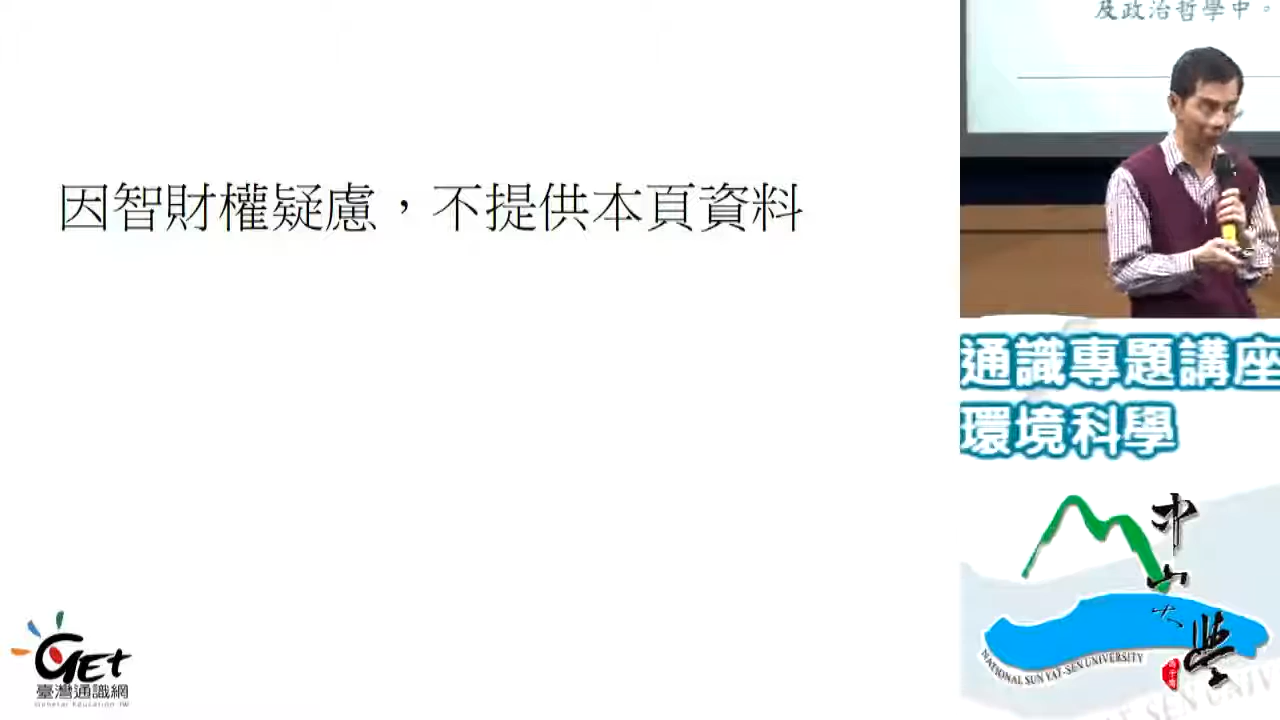 因智財權疑慮，不提供本頁資料
及政治哲學中。
通識專題講座
環境科學
中山大學
NATIONAL SUN YAT-SEN UNIVERSITY
SEN UNIV
GET
臺灣通識網
General Education TW